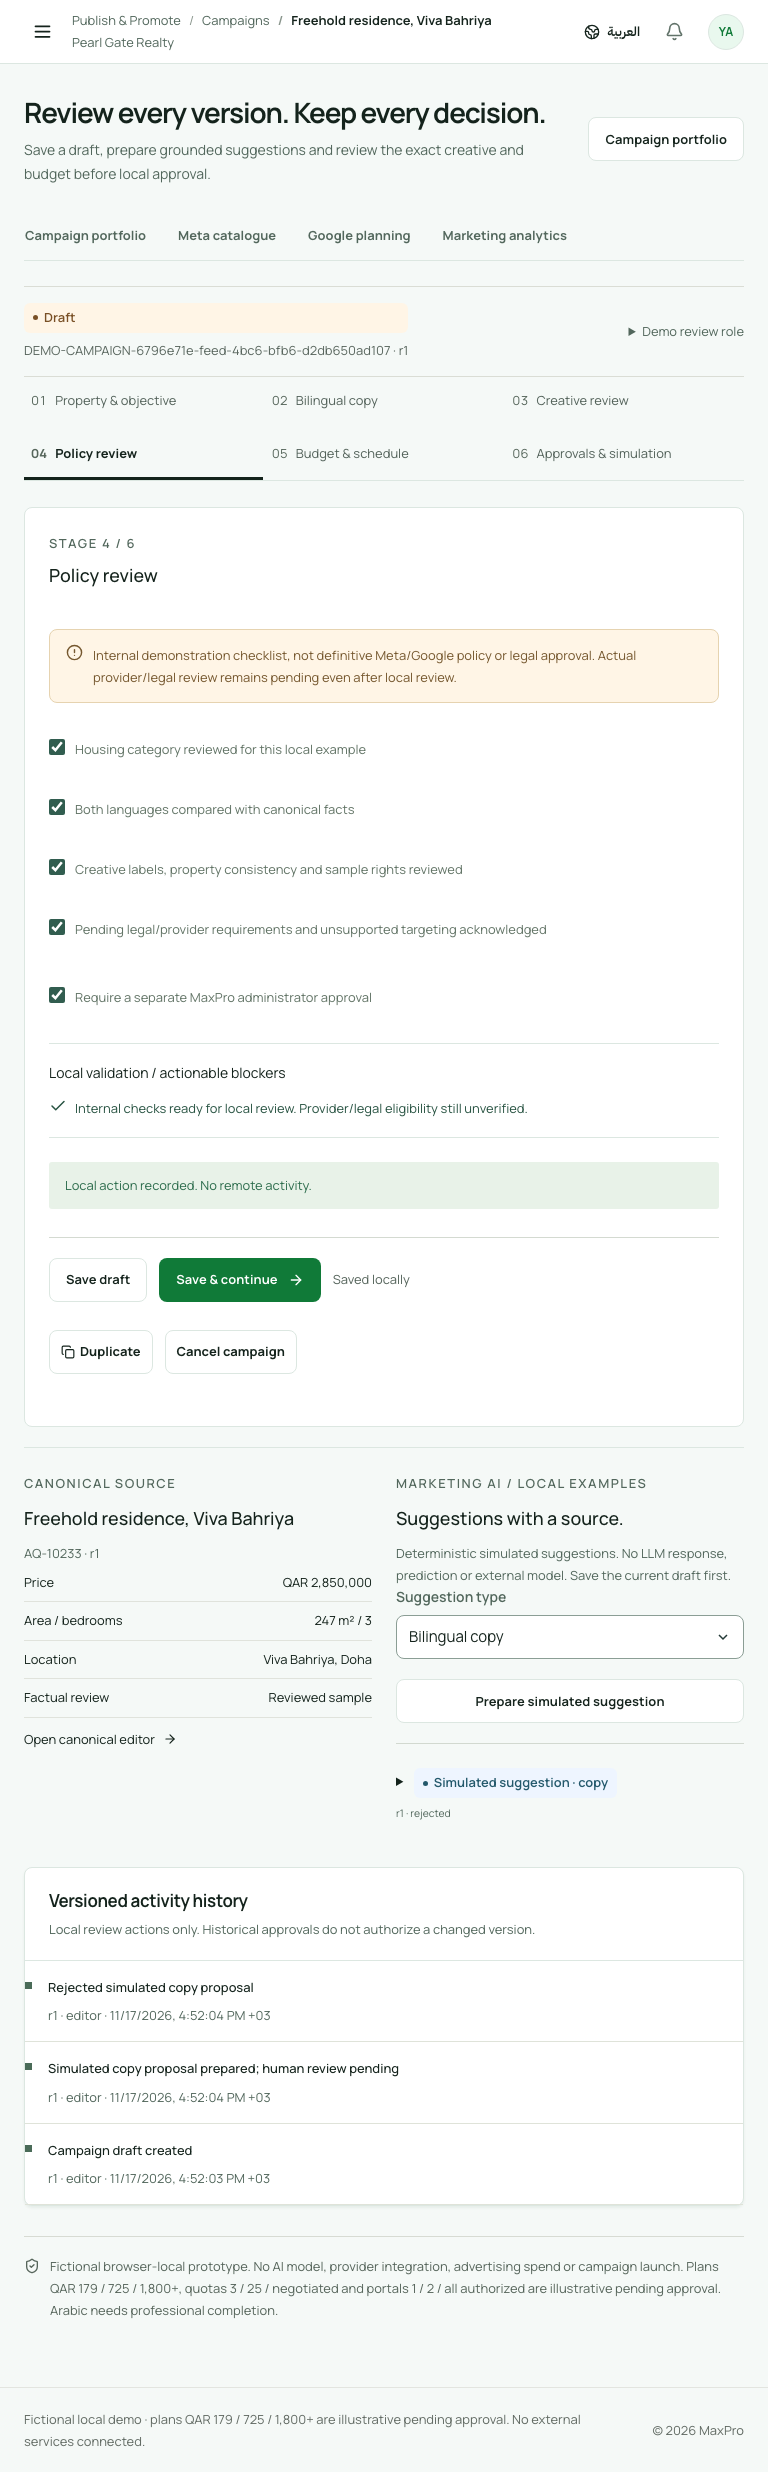 Publish & Promote / Campaigns / Freehold residence, Viva Bahriya
Pearl Gate Realty
العربية
YA
Review every version. Keep every decision.
Save a draft, prepare grounded suggestions and review the exact creative and
budget before local approval.
Campaign portfolio
Campaign portfolio
Meta catalogue
Google planning
Marketing analytics
Draft
DEMO-CAMPAIGN-6796e71e-feed-4bc6-bfb6-d2db650ad107 · r1
Demo review role
01 Property & objective
02 Bilingual copy
03 Creative review
04 Policy review
05 Budget & schedule
06 Approvals & simulation
STAGE 4 / 6
Policy review
Internal demonstration checklist, not definitive Meta/Google policy or legal approval. Actual
provider/legal review remains pending even after local review.
Housing category reviewed for this local example
Both languages compared with canonical facts
Creative labels, property consistency and sample rights reviewed
Pending legal/provider requirements and unsupported targeting acknowledged
Require a separate MaxPro administrator approval
Local validation / actionable blockers
Internal checks ready for local review. Provider/legal eligibility still unverified.
Local action recorded. No remote activity.
Save draft
Save & continue
Saved locally
Duplicate
Cancel campaign
CANONICAL SOURCE
Freehold residence, Viva Bahriya
AQ-10233 · r1
Price QAR 2,850,000
Area / bedrooms 247 m² / 3
Location Viva Bahriya, Doha
Factual review Reviewed sample
Open canonical editor
MARKETING AI / LOCAL EXAMPLES
Suggestions with a source.
Deterministic simulated suggestions. No LLM response,
prediction or external model. Save the current draft first.
Suggestion type
Bilingual copy
Prepare simulated suggestion
Simulated suggestion · copy
r1 · rejected
Versioned activity history
Local review actions only. Historical approvals do not authorize a changed version.
Rejected simulated copy proposal
r1 · editor · 11/17/2026, 4:52:04 PM +03
Simulated copy proposal prepared; human review pending
r1 · editor · 11/17/2026, 4:52:04 PM +03
Campaign draft created
r1 · editor · 11/17/2026, 4:52:03 PM +03
Fictional browser-local prototype. No AI model, provider integration, advertising spend or campaign launch. Plans
QAR 179 / 725 / 1,800+, quotas 3 / 25 / negotiated and portals 1 / 2 / all authorized are illustrative pending approval.
Arabic needs professional completion.
Fictional local demo · plans QAR 179 / 725 / 1,800+ are illustrative pending approval. No external
services connected.
© 2026 MaxPro